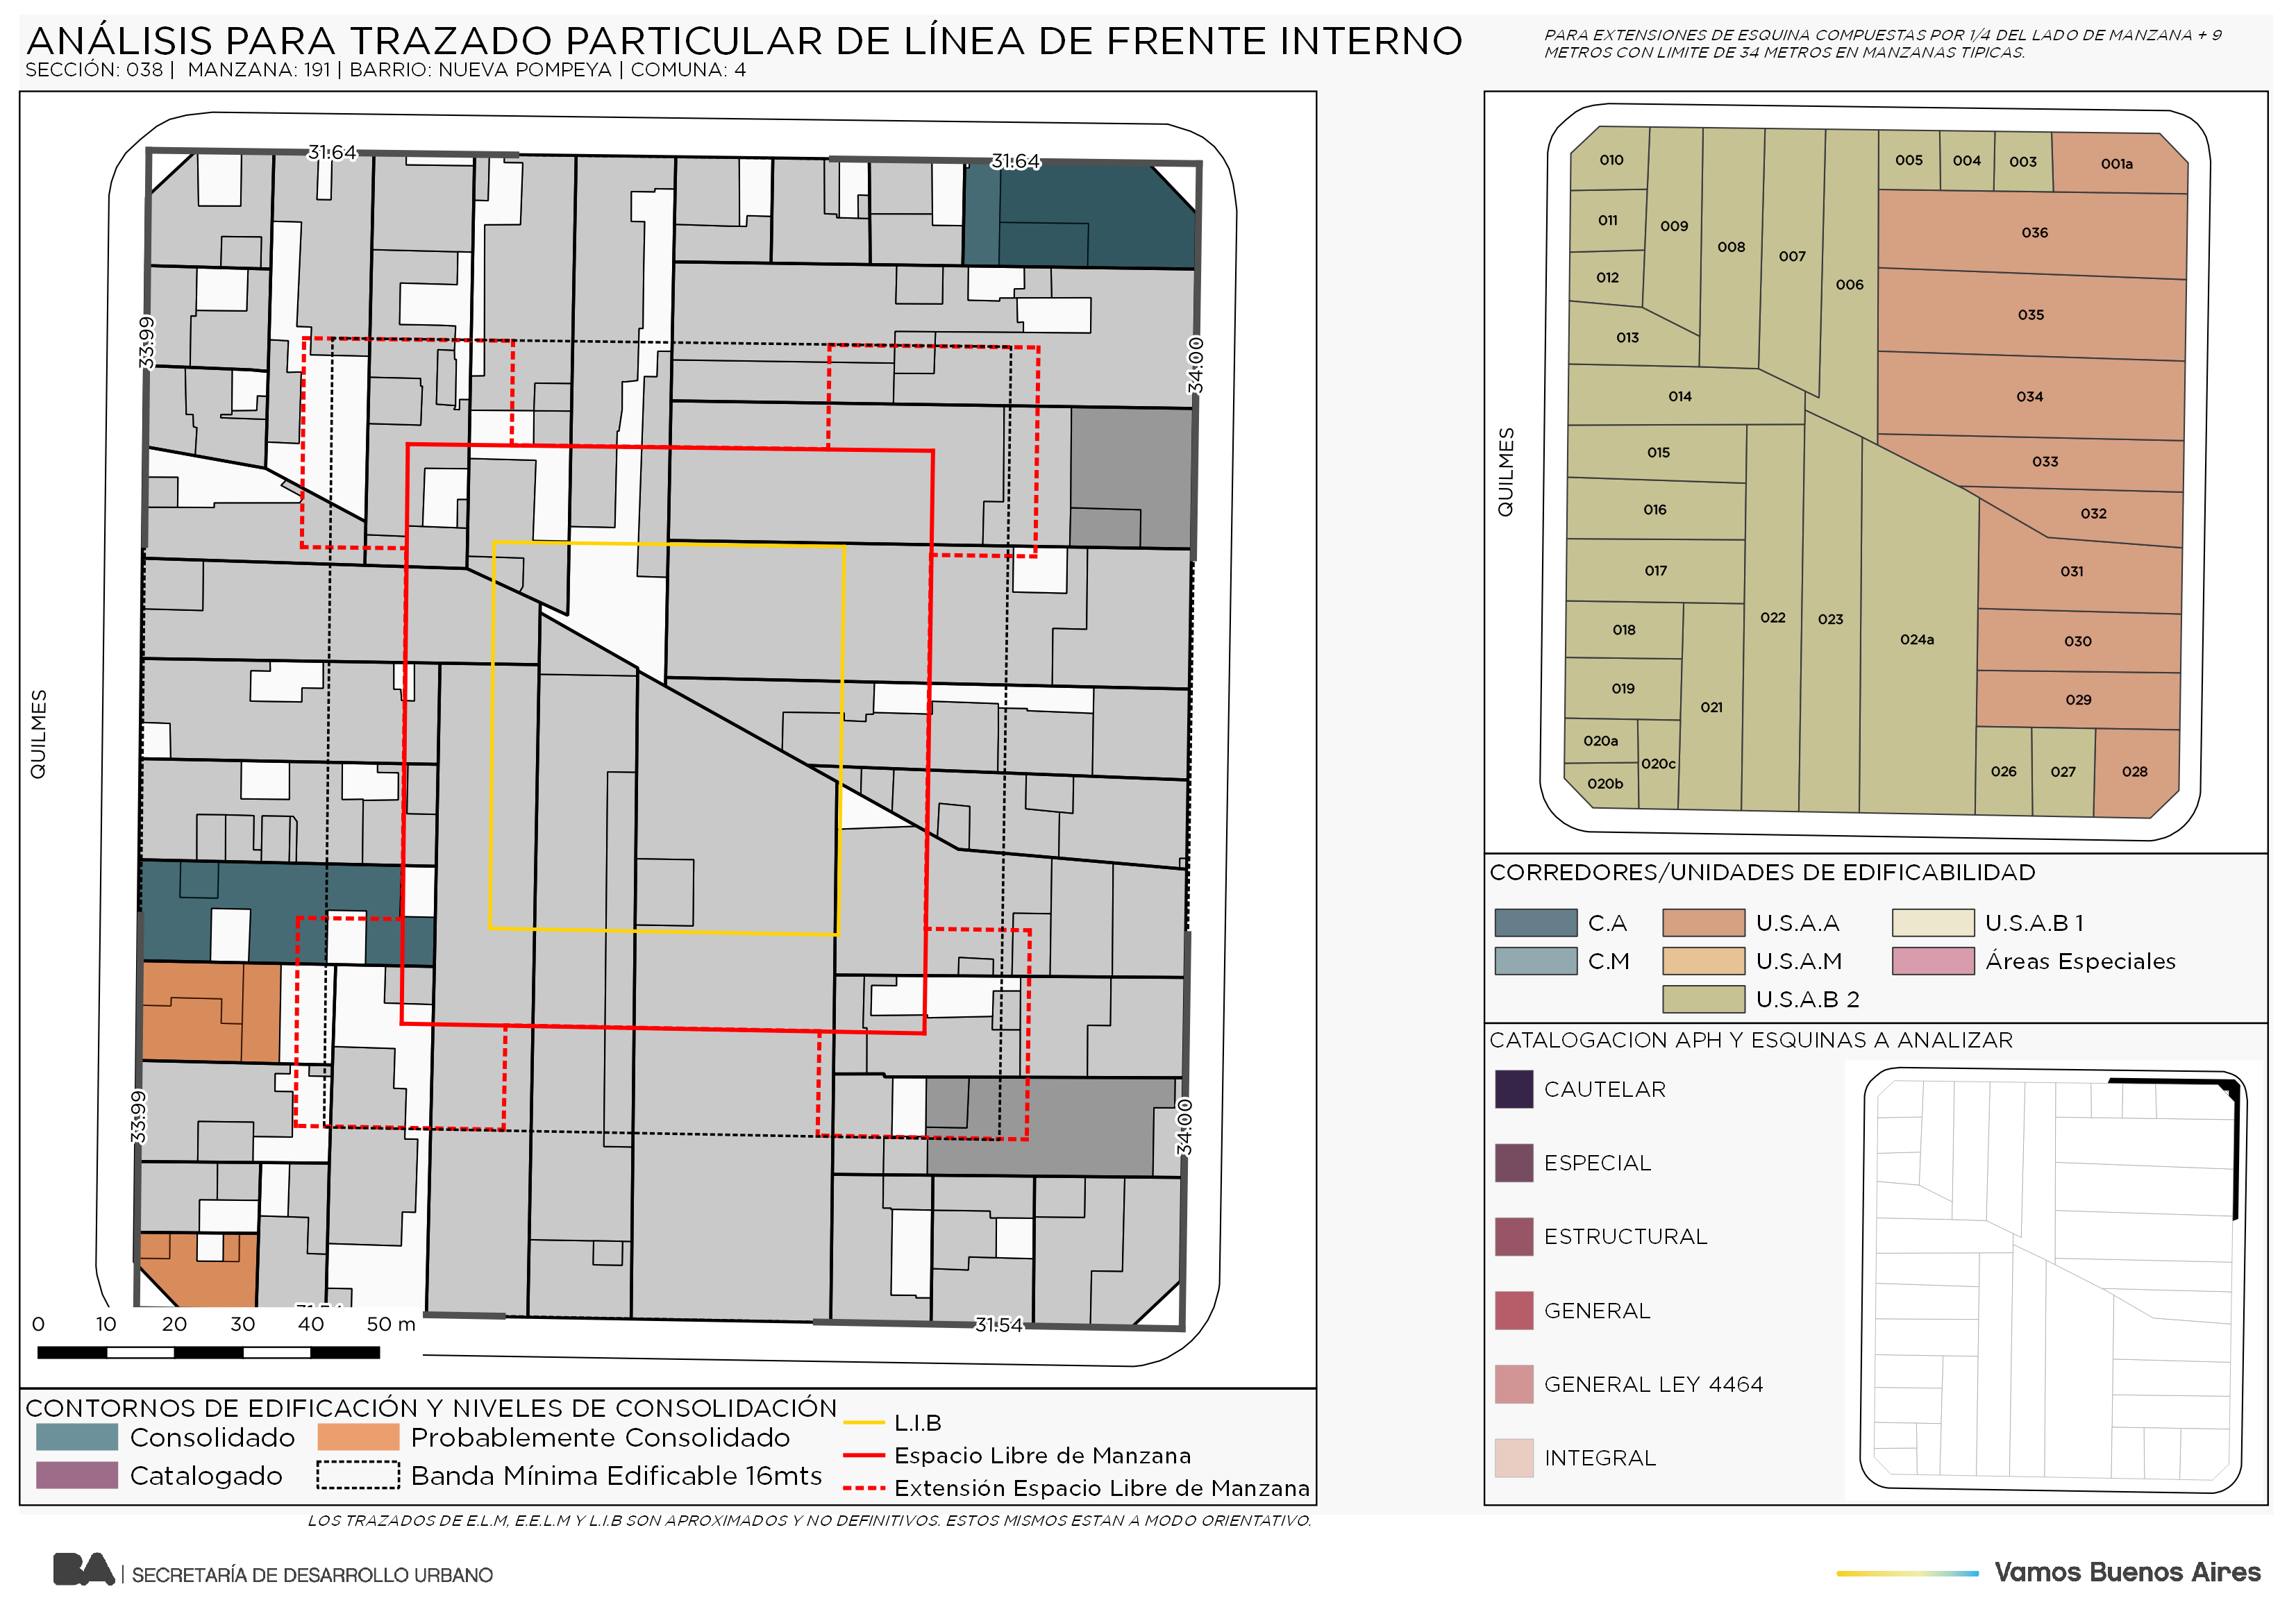 ANÁLISIS PARA TRAZADO PARTICULAR DE LÍNEA DE FRENTE INTERNO
SECCIÓN: 038 | MANZANA: 191 | BARRIO: NUEVA POMPEYA | COMUNA: 4
PARA EXTENSIONES DE ESQUINA COMPUESTAS POR 1/4 DEL LADO DE MANZANA + 9
METROS CON LIMITE DE 34 METROS EN MANZANAS TIPICAS.
31.64
31.64
33.99
34.00
QUILMES
33.99
34.00
31.54
0 10 20 30 40 50 m
CONTORNOS DE EDIFICACIÓN Y NIVELES DE CONSOLIDACIÓN
Consolidado
Probablemente Consolidado
Catalogado
Banda Mínima Edificable 16mts
L.I.B
Espacio Libre de Manzana
Extensión Espacio Libre de Manzana
LOS TRAZADOS DE E.L.M, E.E.L.M Y L.I.B SON APROXIMADOS Y NO DEFINITIVOS. ESTOS MISMOS ESTAN A MODO ORIENTATIVO.
010
005
004
003
001a
011
009
036
008
007
012
006
035
013
014
034
015
033
016
032
017
031
018
022
023
024a
030
019
021
029
020a
020c
020b
026
027
028
QUILMES
CORREDORES/UNIDADES DE EDIFICABILIDAD
C.A
U.S.A.A
U.S.A.B 1
C.M
U.S.A.M
Áreas Especiales
U.S.A.B 2
CATALOGACION APH Y ESQUINAS A ANALIZAR
CAUTELAR
ESPECIAL
ESTRUCTURAL
GENERAL
GENERAL LEY 4464
INTEGRAL
BA | SECRETARÍA DE DESARROLLO URBANO
Vamos Buenos Aires